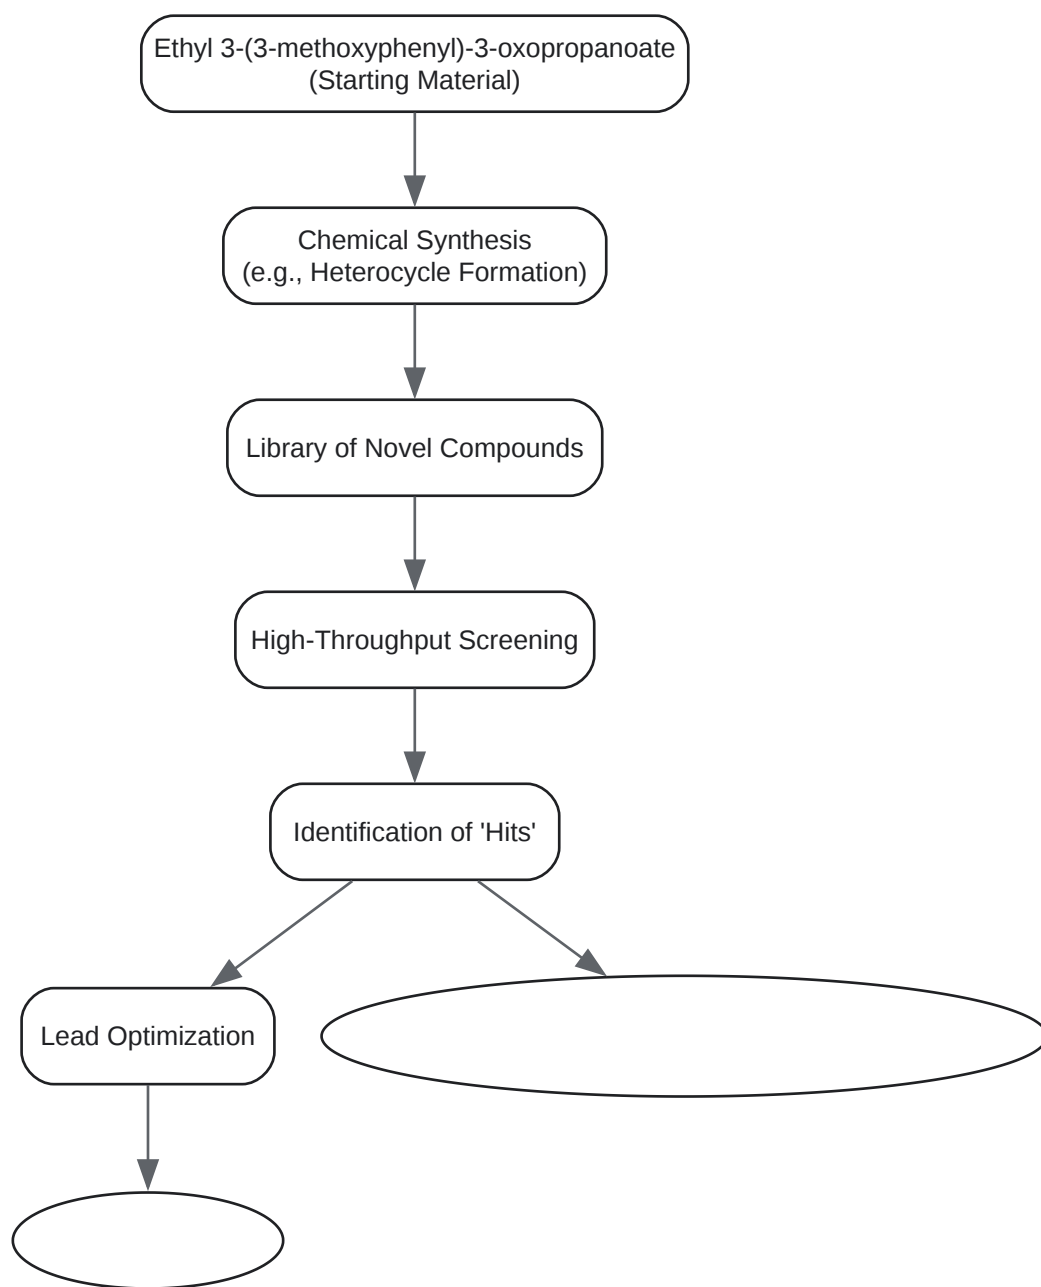 Ethyl 3-(3-methoxyphenyl)-3-oxopropanoate
(Starting Material)
Chemical Synthesis
(e.g., Heterocycle Formation)
Library of Novel Compounds
High-Throughput Screening
Identification of 'Hits'
Lead Optimization